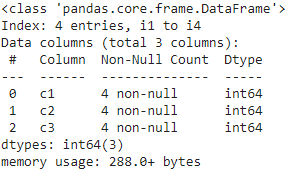 <class 'pandas.core.frame.DataFrame'>
Index: 4 entries, i1 to i4
Data columns (total 3 columns):
 #   Column  Non-Null Count  Dtype
---  ------  --------------  -----
 0   c1      4 non-null      int64
 1   c2      4 non-null      int64
 2   c3      4 non-null      int64
dtypes: int64(3)
memory usage: 288.0+ bytes